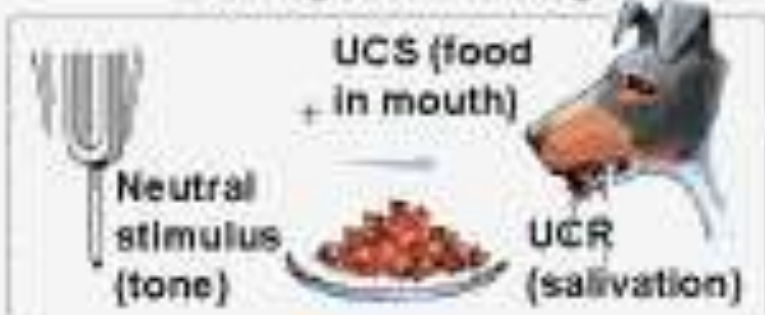 UCS (food
+ in mouth)
Neutral
stimulus
(tone)
UCR
(salivation)